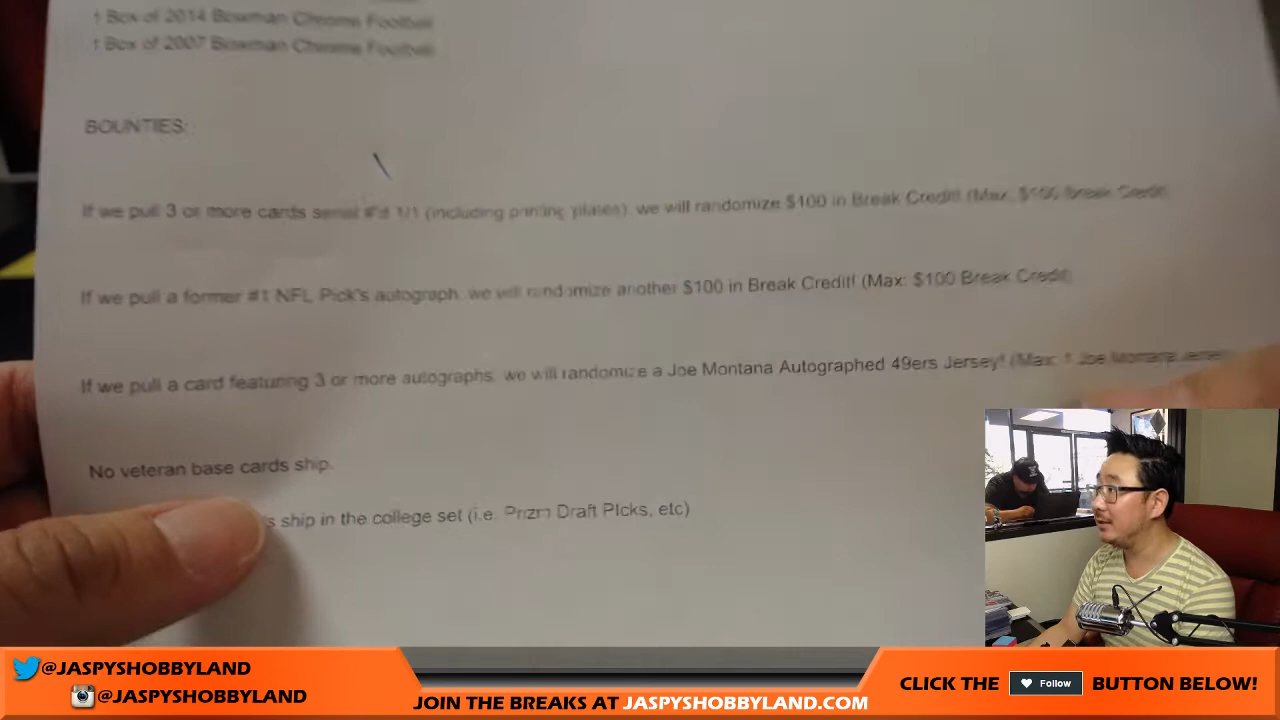 1 Box of 2014 Bowman Chrome Football
1 Box of 2007 Bowman Chrome Football
BOUNTIES:
If we pull 3 or more cards serial #'d 1/1 (including printing plates), we will randomize $100 in Break Credit! (Max: $100 Break Credit)
If we pull a former #1 NFL Pick's autograph, we will randomize another $100 in Break Credit! (Max: $100 Break Credit)
If we pull a card featuring 3 or more autographs, we will randomize a Joe Montana Autographed 49ers Jersey! (Max: 1 Joe Montana Jersey
No veteran base cards ship.
s ship in the college set (i.e. Prizm Draft PIcks, etc)
@JASPYSHOBBYLAND
@JASPYSHOBBYLAND
JOIN THE BREAKS AT JASPYSHOBBYLAND.COM
CLICK THE Follow BUTTON BELOW!